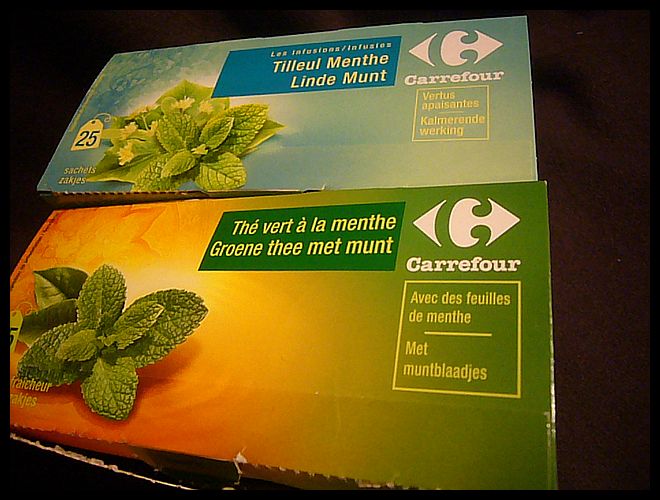 Les Infusions/Infusies
Tilleul Menthe
Linde Munt
Carrefour
Vertus
apaisantes
Kalmerende
werking
25
sachets
zakjes
Thé vert à la menthe
Groene thee met munt
Carrefour
Avec des feuilles
de menthe
Met
muntblaadjes
5
fraîcheur
zakjes